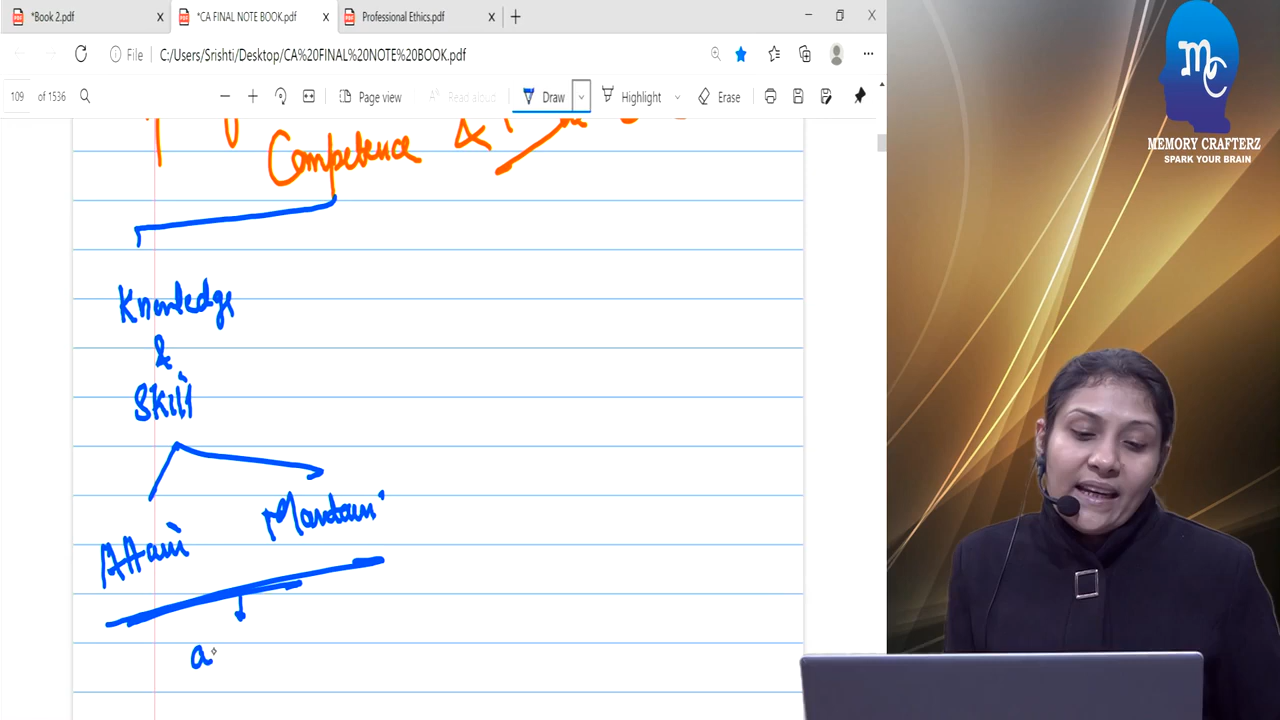 *Book 2.pdf
*CA FINAL NOTE BOOK.pdf
Professional Ethics.pdf
File
C:/Users/Srishti/Desktop/CA%20FINAL%20NOTE%20BOOK.pdf
109 of 1536
Page view
Read aloud
Draw
Highlight
Erase
MC
MEMORY CRAFTERZ
SPARK YOUR BRAIN
Competence &
Knowledge
&
Skill
Attain
Maintain
a